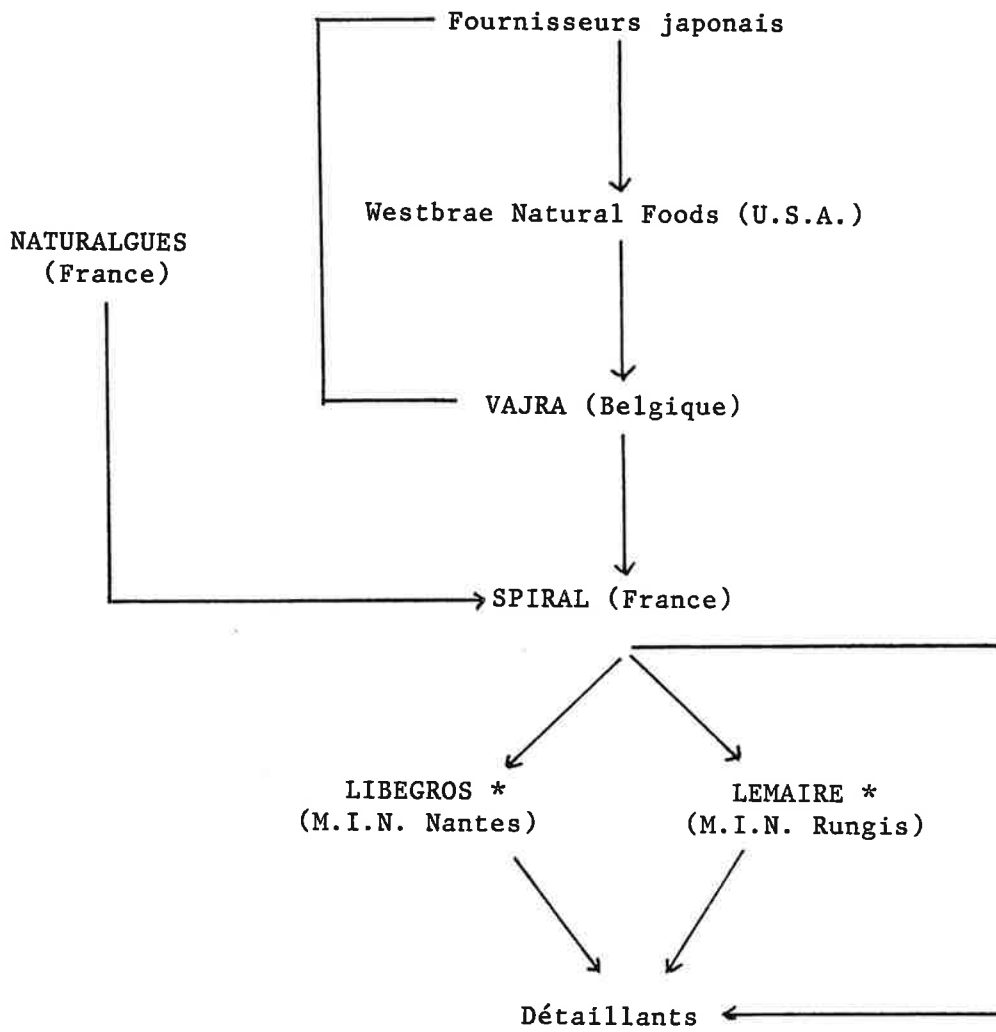 Fournisseurs japonais
Westbrae Natural Foods (U.S.A.)
NATURALGUES
(France)
VAJRA (Belgique)
SPIRAL (France)
LIBEGROS *
(M.I.N. Nantes)
LEMAIRE *
(M.I.N. Rungis)
Détaillants